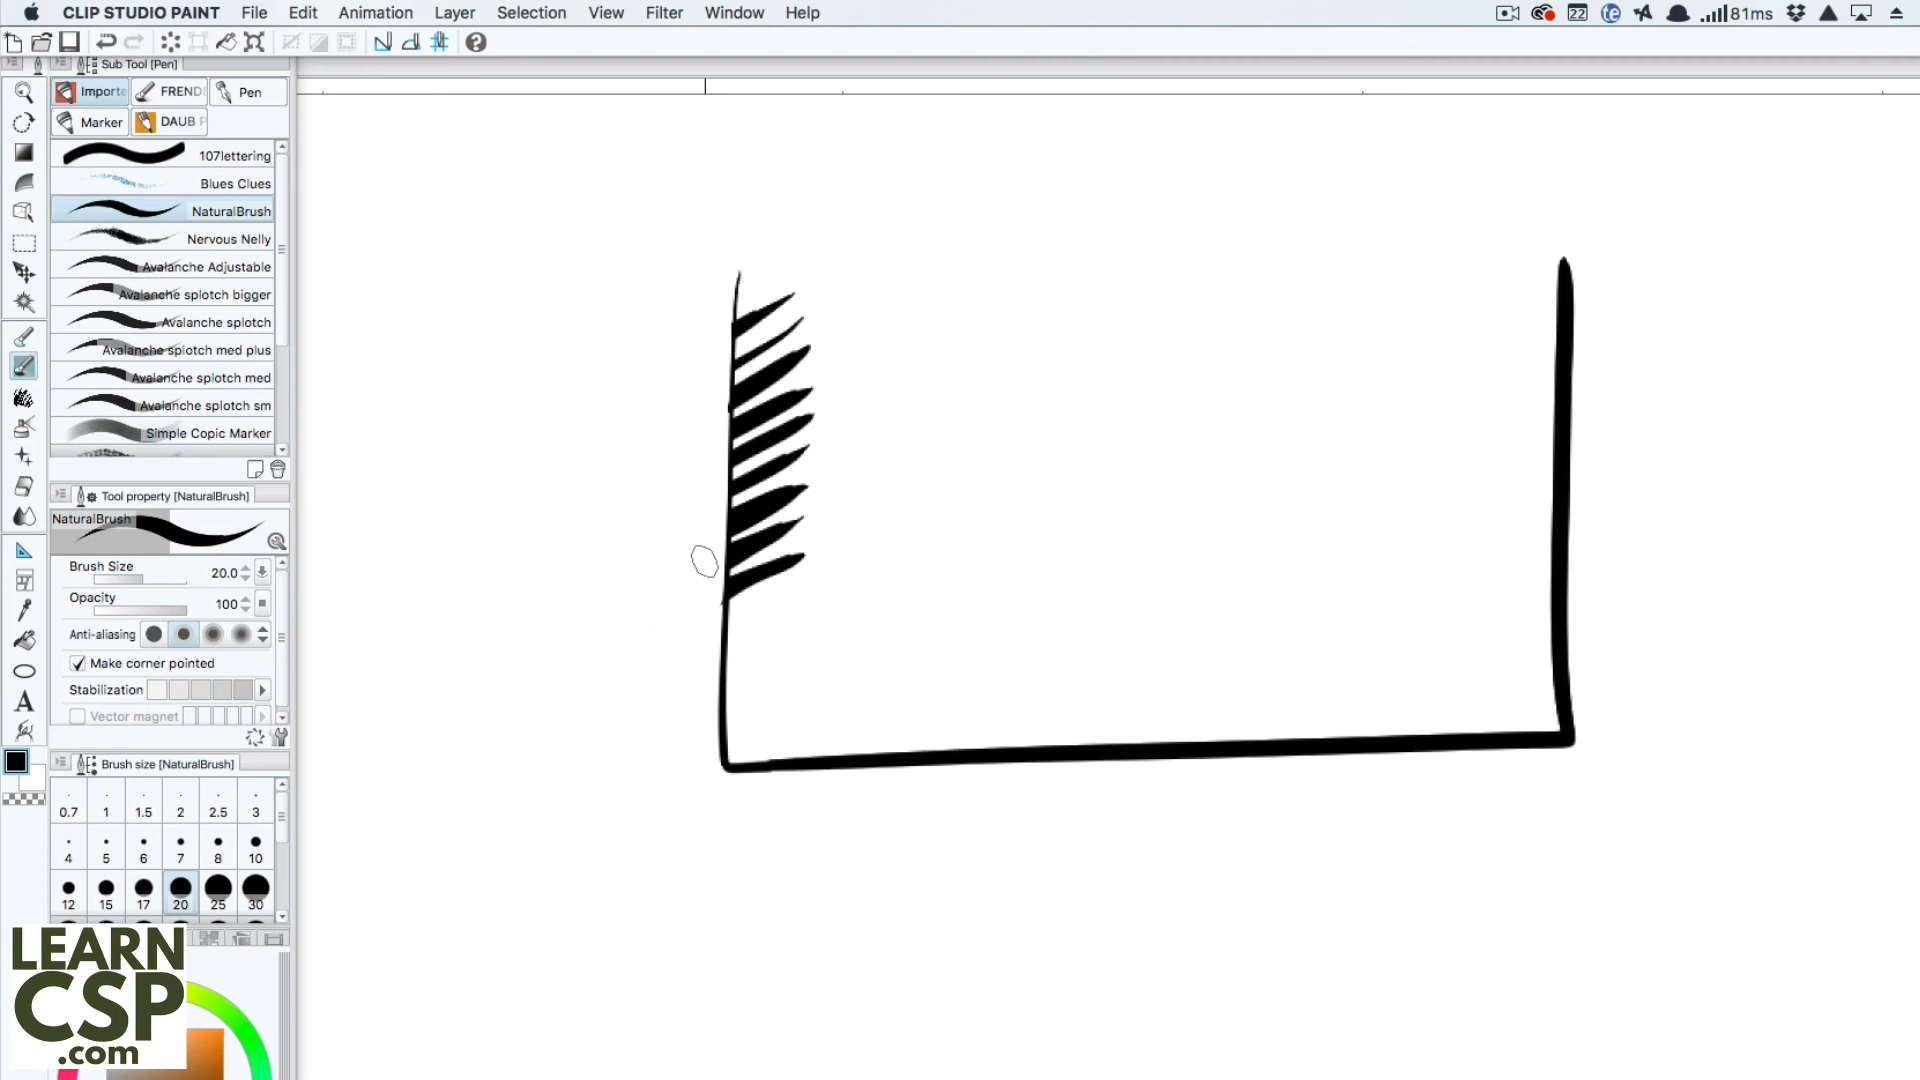 CLIP STUDIO PAINT File Edit Animation Layer Selection View Filter Window Help 22 te 81ms
Sub Tool [Pen]
Importe FREND Pen
Marker DAUB P
107lettering
Blues Clues
NaturalBrush
Nervous Nelly
Avalanche Adjustable
Avalanche splotch bigger
Avalanche splotch
Avalanche splotch med plus
Avalanche splotch med
Avalanche splotch sm
Simple Copic Marker
Tool property [NaturalBrush]
NaturalBrush
Brush Size 20.0
Opacity 100
Anti-aliasing
Make corner pointed
Stabilization
Vector magnet
A
Brush size [NaturalBrush]
0.7 1 1.5 2 2.5 3
4 5 6 7 8 10
12 15 17 20 25 30
LEARN
CSP
.com